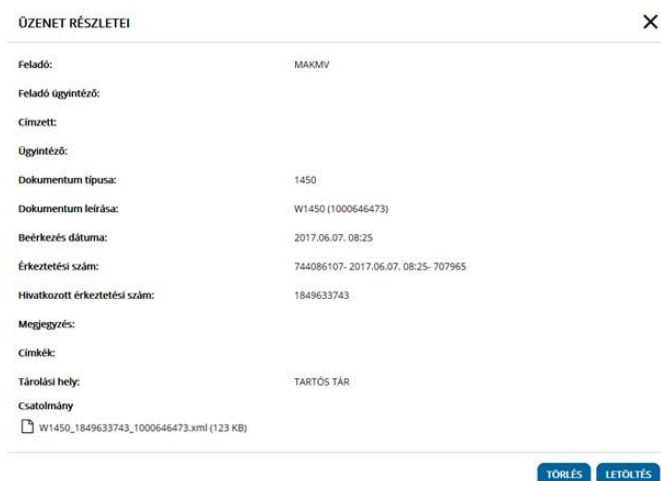 ÜZENET RÉSZLETEI
Feladó: MAKMV
Feladó ügyintéző:
Címzett:
Ügyintéző:
Dokumentum típusa: 1450
Dokumentum leírása: W1450 (1000646473)
Beérkezés dátuma: 2017.06.07. 08:25
Érkeztetési szám: 744086107- 2017.06.07. 08:25- 707965
Hivatkozott érkeztetési szám: 1849633743
Megjegyzés:
Címkék:
Tárolási hely: TARTÓS TÁR
Csatolmány
W1450_1849633743_1000646473.xml (123 KB)
TÖRLÉS LETÖLTÉS